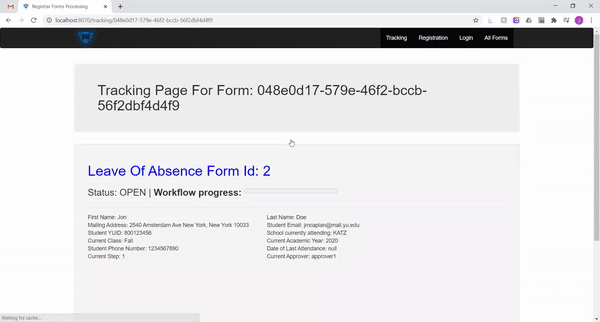 Registrar Forms Processing
localhost:8070/tracking/048e0d17-579e-46f2-bccb-56f2dbf4d4f9
Tracking Registration Login All Forms
Tracking Page For Form: 048e0d17-579e-46f2-bccb-
56f2dbf4d4f9
Leave Of Absence Form Id: 2
Status: OPEN | Workflow progress:
First Name: Jon
Last Name: Doe
Mailing Address: 2540 Amsterdam Ave New York, New York 10033
Student Email: jmcaplan@mail.yu.edu
Student YUID: 800123456
School currently attending: KATZ
Current Class: Fall
Current Academic Year: 2020
Student Phone Number: 1234567890
Date of Last Attendance: null
Current Step: 1
Current Approver: approver1
Waiting for cache...